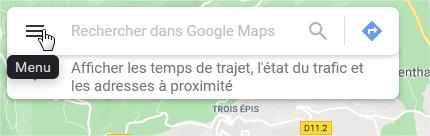 Rechercher dans Google Maps
Menu
Afficher les temps de trajet, l'état du trafic et
les adresses à proximité
enthal
TROIS ÉPIS
D11.2